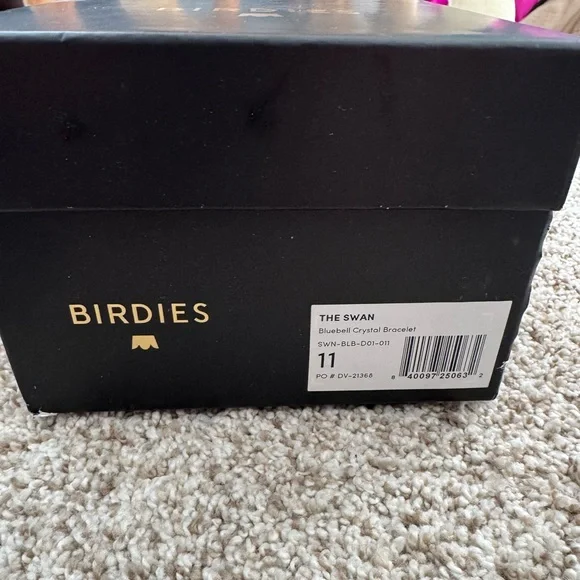 BIRDIES
THE SWAN
Bluebell Crystal Bracelet
SWN-BLB-D01-011
11
PO # DV-21368
8 40097 25063 2